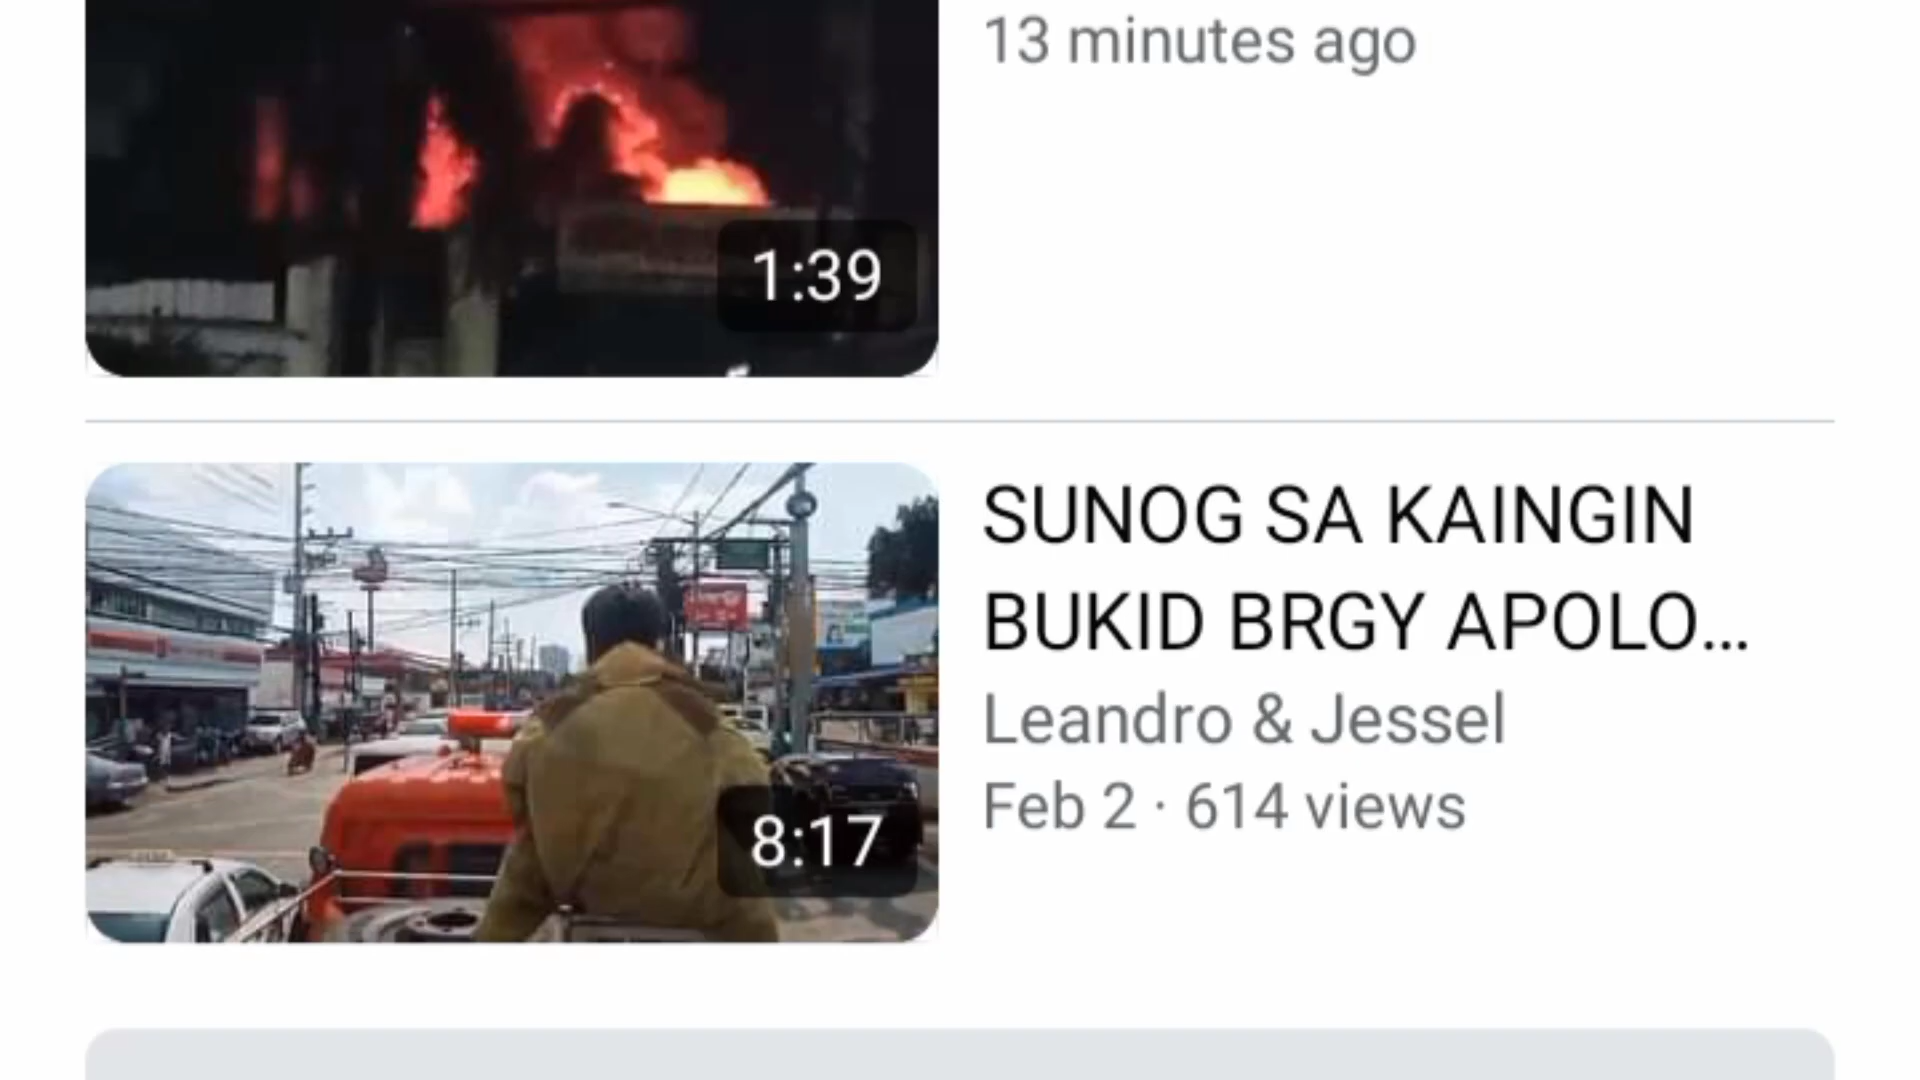 13 minutes ago
1:39
SUNOG SA KAINGIN
BUKID BRGY APOLO...
Leandro & Jessel
Feb 2 · 614 views
8:17